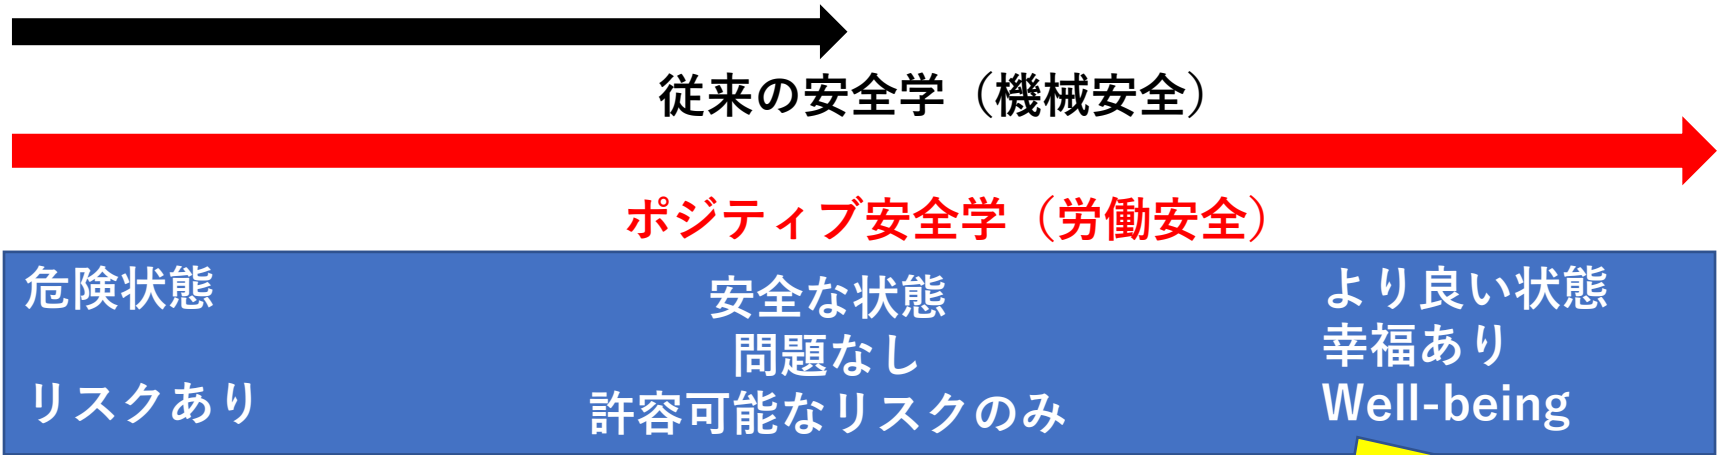 従来の安全学（機械安全）
ポジティブ安全学（労働安全）
危険状態
リスクあり
安全な状態
問題なし
許容可能なリスクのみ
より良い状態
幸福あり
Well-being